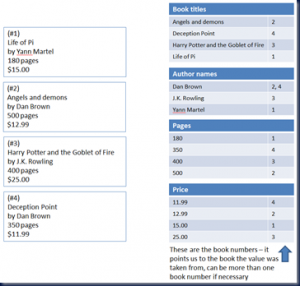 (#1)
Life of Pi
by Yann Martel
180 pages
$15.00
(#2)
Angels and demons
by Dan Brown
500 pages
$12.99
(#3)
Harry Potter and the Goblet of Fire
by J.K. Rowling
400 pages
$25.00
(#4)
Deception Point
by Dan Brown
350 pages
$11.99
Book titles
Angels and demons 2
Deception Point 4
Harry Potter and the Goblet of Fire 3
Life of Pi 1
Author names
Dan Brown 2, 4
J.K. Rowling 3
Yann Martel 1
Pages
180 1
350 4
400 3
500 2
Price
11.99 4
12.99 2
15.00 1
25.00 3
These are the book numbers – it
points us to the book the value was
taken from, can be more than one
book number if necessary